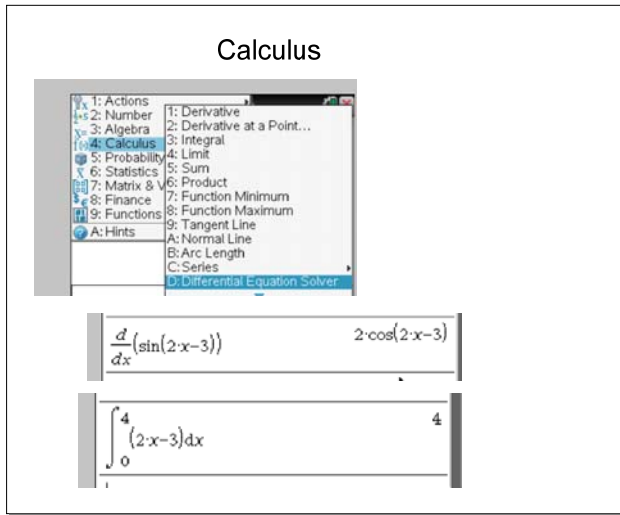 Calculus
1: Actions
2: Number
3: Algebra
4: Calculus
5: Probability
6: Statistics
7: Matrix & V
8: Finance
9: Functions
A: Hints
1: Derivative
2: Derivative at a Point...
3: Integral
4: Limit
5: Sum
6: Product
7: Function Minimum
8: Function Maximum
9: Tangent Line
A: Normal Line
B: Arc Length
C: Series
D: Differential Equation Solver
d/dx(sin(2·x−3)) 2·cos(2·x−3)
∫₀⁴(2·x−3)dx 4